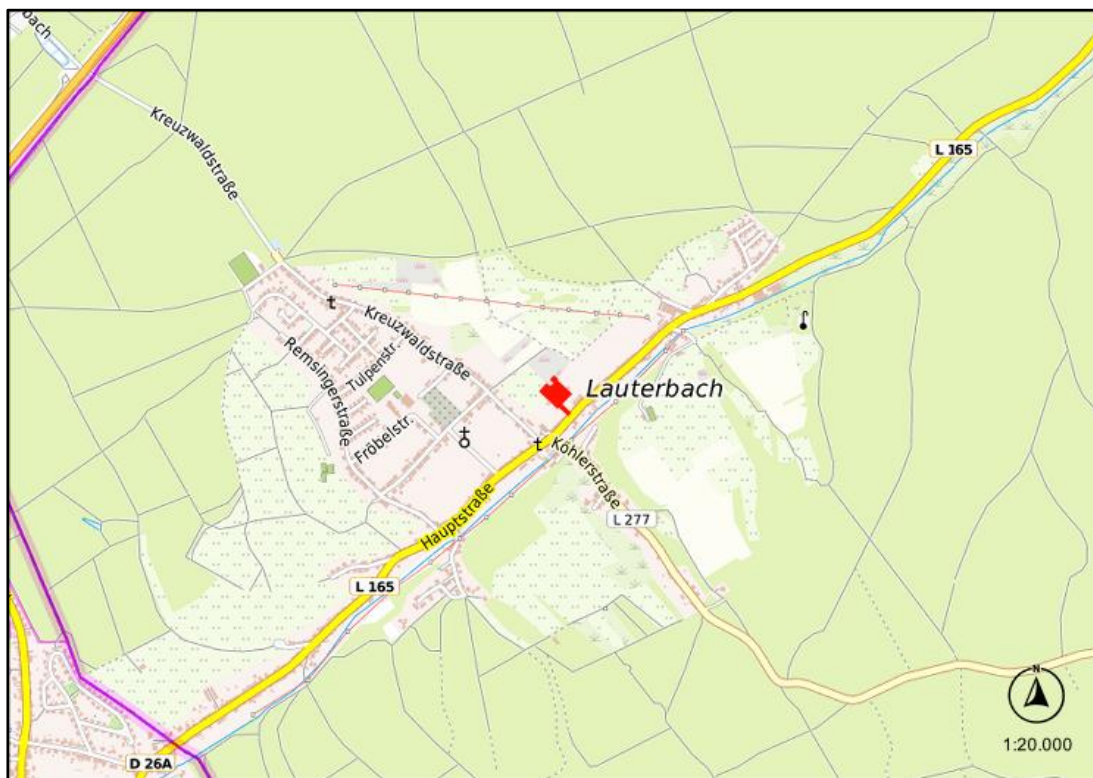 bach
Kreuzwaldstraße
L 165
Kreuzwaldstraße
Remsingerstraße
Tulpenstr.
Lauterbach
Fröbelstr.
Köhlerstraße
Hauptstraße
L 277
L 165
N
1:20.000
D 26A